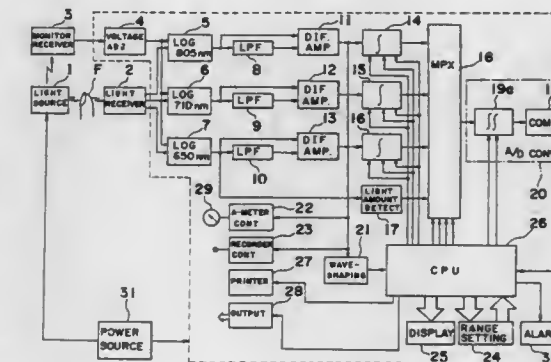 3 4 5 11 14
MONITOR RECEIVER
VOLTAGE ADJ
LOG 805nm
LPF
8
DIF. AMP
∫
MPX
18
1 F 2 6 12 15
LIGHT SOURCE
LIGHT RECEIVER
LOG 710nm
LPF
9
DIF AMP.
∫
19a
∫∫
COM
A/D CON
20
7 13 16
LOG 650nm
LPF
10
DIF AMP.
∫
LIGHT AMOUNT DETECT
17
29
A-METER CONT
22
RECORDER CONT
23
21
WAVE-SHAPING
26
CPU
PRINTER
27
OUTPUT
28
31
POWER SOURCE
DISPLAY
25
RANGE SETTING
24
ALAR